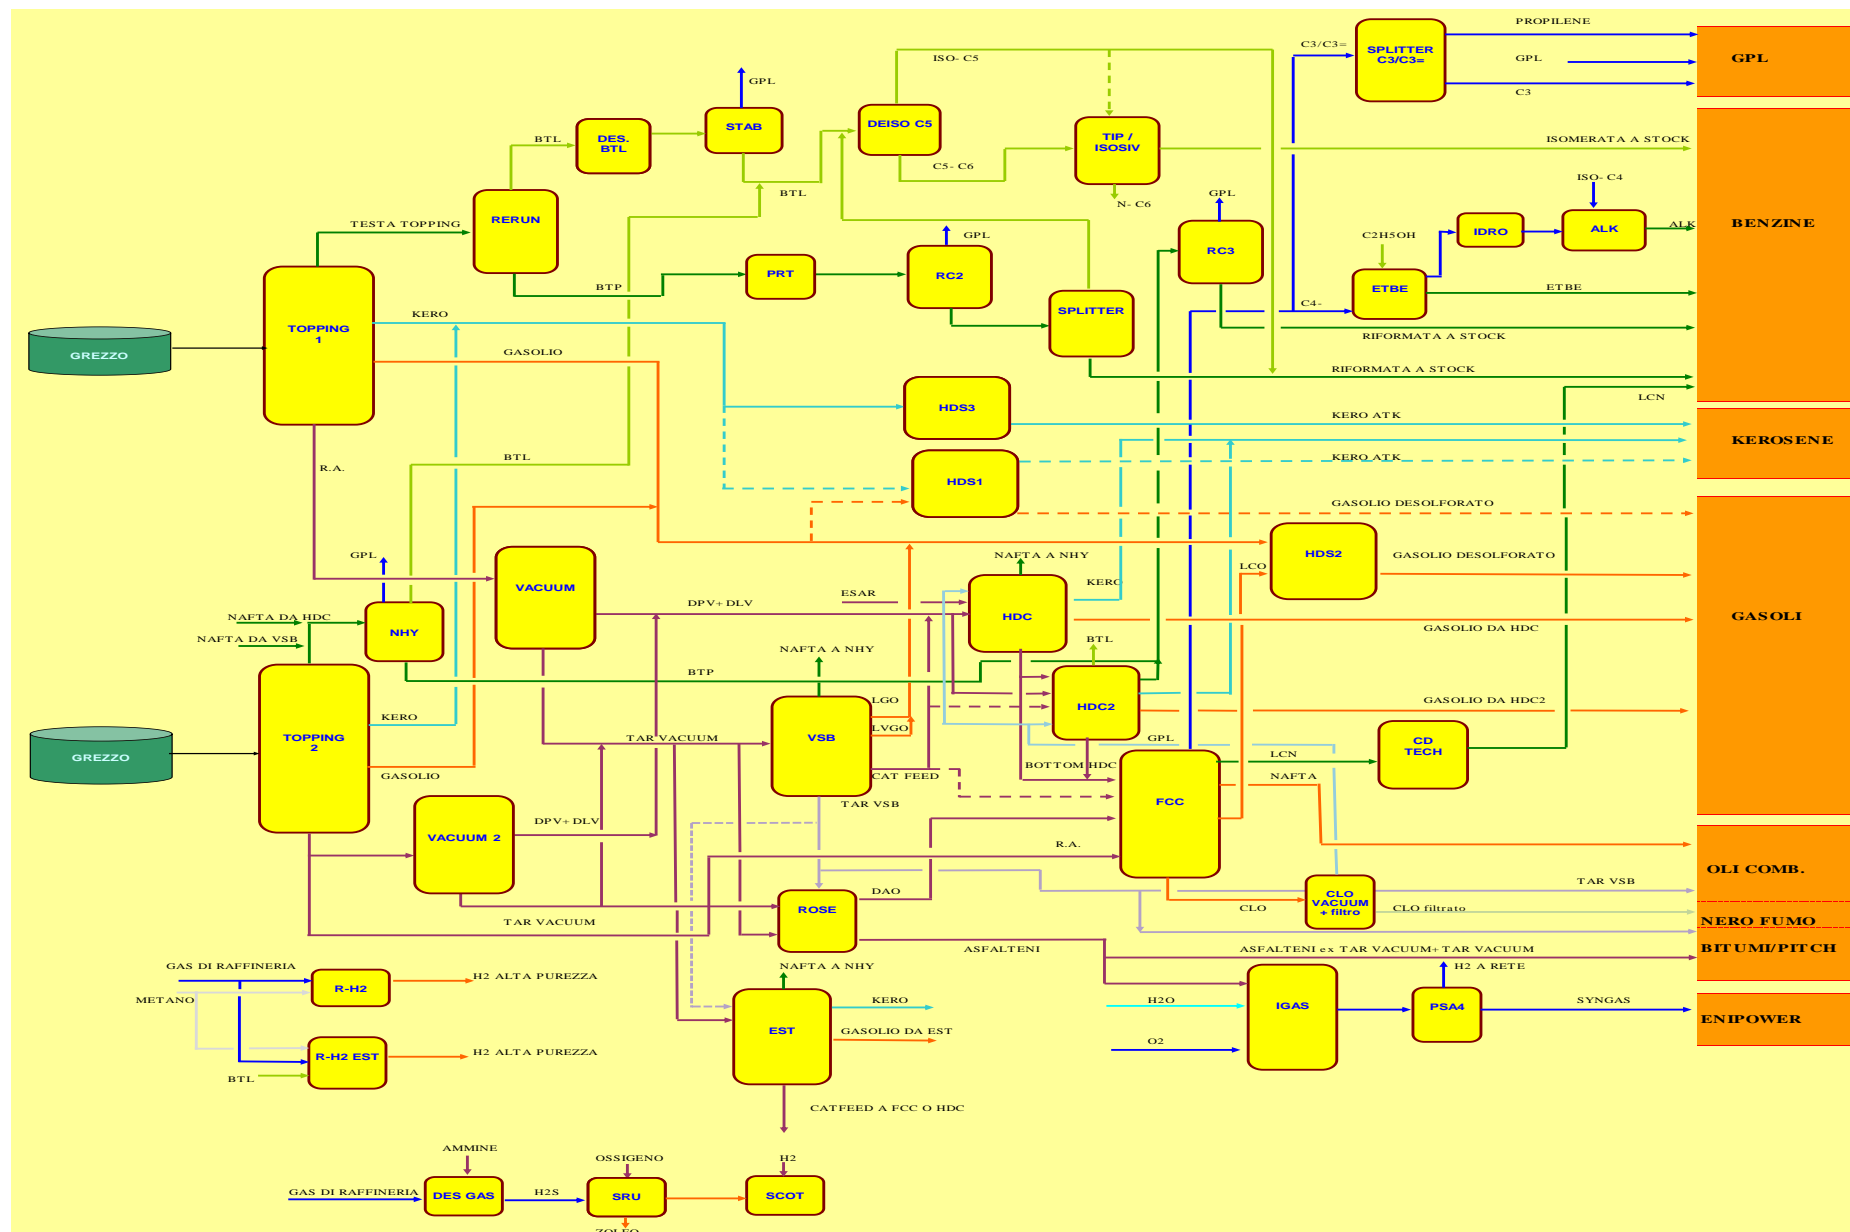 PROPILENE
C3/C3=
SPLITTER
C3/C3=
GPL
GPL
C3
ISO- C5
GPL
BTL
DES.
BTL
STAB
DEISO C5
TIP /
ISOSIV
ISOMERATA A STOCK
C5- C6
BTL
N- C6
GPL
ISO- C4
RERUN
TESTA TOPPING
GPL
RC3
C2H5OH
IDRO
ALK
ALK
BENZINE
BTP
PRT
RC2
ETBE
ETBE
C4-
KERO
SPLITTER
TOPPING
1
GREZZO
GASOLIO
RIFORMATA A STOCK
RIFORMATA A STOCK
LCN
HDS3
KERO ATK
KEROSENE
R.A.
BTL
KERO ATK
HDS1
GASOLIO DESOLFORATO
GPL
VACUUM
NAFTA A NHY
HDS2
GASOLIO DESOLFORATO
LCO
KERO
ESAR
DPV+ DLV
HDC
NAFTA DA HDC
NAFTA DA VSB
NHY
GASOLI
GASOLIO DA HDC
BTL
NAFTA A NHY
BTP
LGO
HDC2
GASOLIO DA HDC2
KERO
LVGO
TOPPING
2
GREZZO
TAR VACUUM
VSB
GPL
CD
TECH
LCN
BOTTOM HDC
GASOLIO
CAT FEED
NAFTA
TAR VSB
FCC
DPV+ DLV
VACUUM 2
R.A.
OLI COMB.
DAO
TAR VSB
CLO
VACUUM
+ filtro
CLO
CLO filtrato
ROSE
TAR VACUUM
NERO FUMO
ASFALTENI
ASFALTENI ex TAR VACUUM+ TAR VACUUM
BITUMI/PITCH
GAS DI RAFFINERIA
H2 ALTA PUREZZA
NAFTA A NHY
H2 A RETE
R-H2
METANO
KERO
H2O
IGAS
PSA4
SYNGAS
ENIPOWER
EST
GASOLIO DA EST
O2
R-H2 EST
H2 ALTA PUREZZA
BTL
CATFEED A FCC O HDC
AMMINE
OSSIGENO
H2
GAS DI RAFFINERIA
DES GAS
H2S
SRU
SCOT
ZOLFO